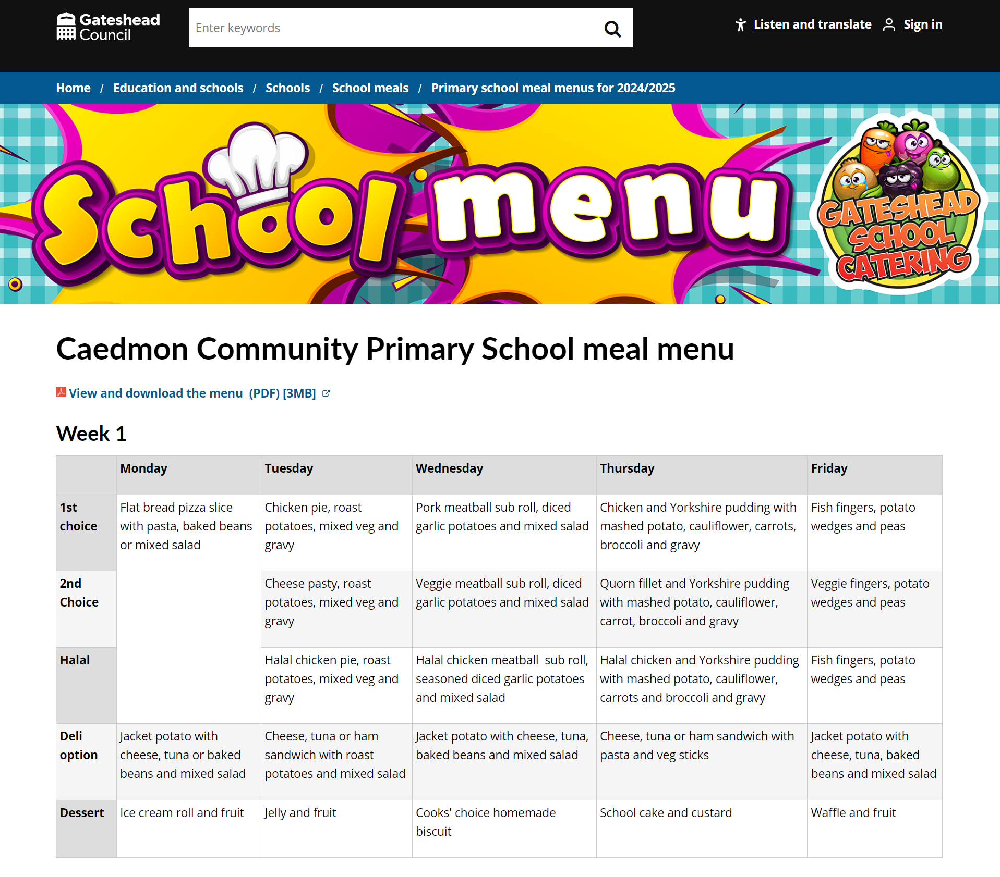 Gateshead
Council
Enter keywords
Listen and translate
Sign in
Home / Education and schools / Schools / School meals / Primary school meal menus for 2024/2025
School menu
GATESHEAD
SCHOOL
CATERING
Caedmon Community Primary School meal menu
View and download the menu (PDF) [3MB]
Week 1
Monday
Tuesday
Wednesday
Thursday
Friday
1st
choice
Flat bread pizza slice
with pasta, baked beans
or mixed salad
Chicken pie, roast
potatoes, mixed veg and
gravy
Pork meatball sub roll, diced
garlic potatoes and mixed salad
Chicken and Yorkshire pudding with
mashed potato, cauliflower, carrots,
broccoli and gravy
Fish fingers, potato
wedges and peas
2nd
Choice
Cheese pasty, roast
potatoes, mixed veg and
gravy
Veggie meatball sub roll, diced
garlic potatoes and mixed salad
Quorn fillet and Yorkshire pudding
with mashed potato, cauliflower,
carrot, broccoli and gravy
Veggie fingers, potato
wedges and peas
Halal
Halal chicken pie, roast
potatoes, mixed veg and
gravy
Halal chicken meatball  sub roll,
seasoned diced garlic potatoes
and mixed salad
Halal chicken and Yorkshire pudding
with mashed potato, cauliflower,
carrots and broccoli and gravy
Fish fingers, potato
wedges and peas
Deli
option
Jacket potato with
cheese, tuna or baked
beans and mixed salad
Cheese, tuna or ham
sandwich with roast
potatoes and mixed salad
Jacket potato with cheese, tuna,
baked beans and mixed salad
Cheese, tuna or ham sandwich with
pasta and veg sticks
Jacket potato with
cheese, tuna, baked
beans and mixed salad
Dessert
Ice cream roll and fruit
Jelly and fruit
Cooks' choice homemade
biscuit
School cake and custard
Waffle and fruit